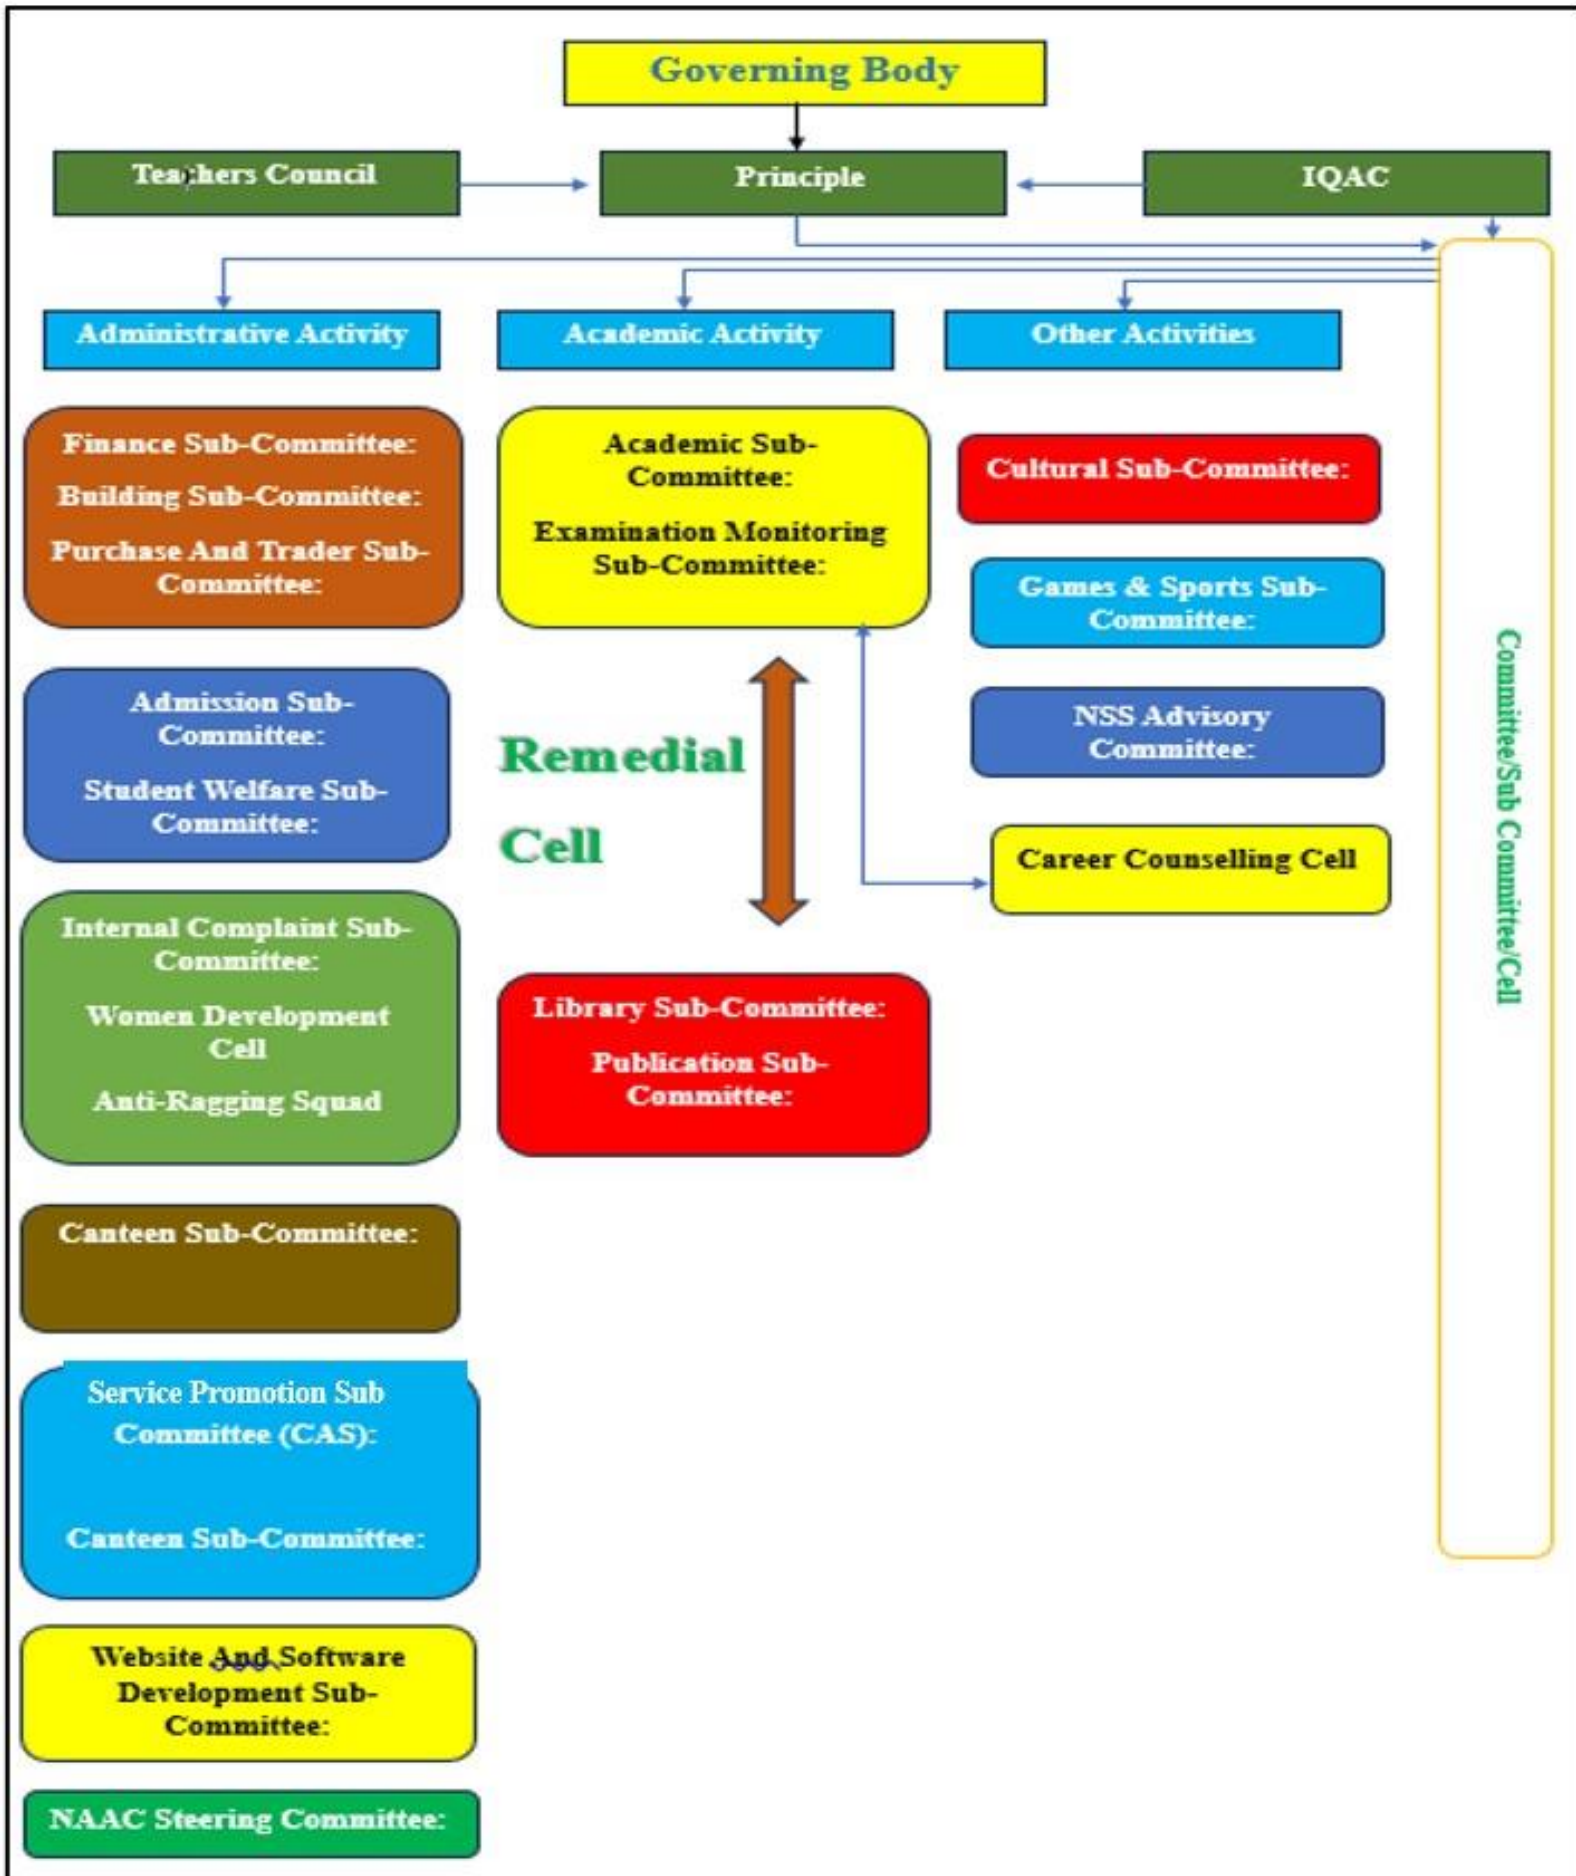 Governing Body
Teachers Council
Principle
IQAC
Administrative Activity
Academic Activity
Other Activities
Finance Sub-Committee:
Building Sub-Committee:
Purchase And Trader Sub-
Committee:
Admission Sub-
Committee:
Student Welfare Sub-
Committee:
Internal Complaint Sub-
Committee:
Women Development
Cell
Anti-Ragging Squad
Canteen Sub-Committee:
Service Promotion Sub
Committee (CAS):
Canteen Sub-Committee:
Website And Software
Development Sub-
Committee:
NAAC Steering Committee:
Academic Sub-
Committee:
Examination Monitoring
Sub-Committee:
Remedial
Cell
Library Sub-Committee:
Publication Sub-
Committee:
Cultural Sub-Committee:
Games & Sports Sub-
Committee:
NSS Advisory
Committee:
Career Counselling Cell
Committee/Sub Committee/Cell